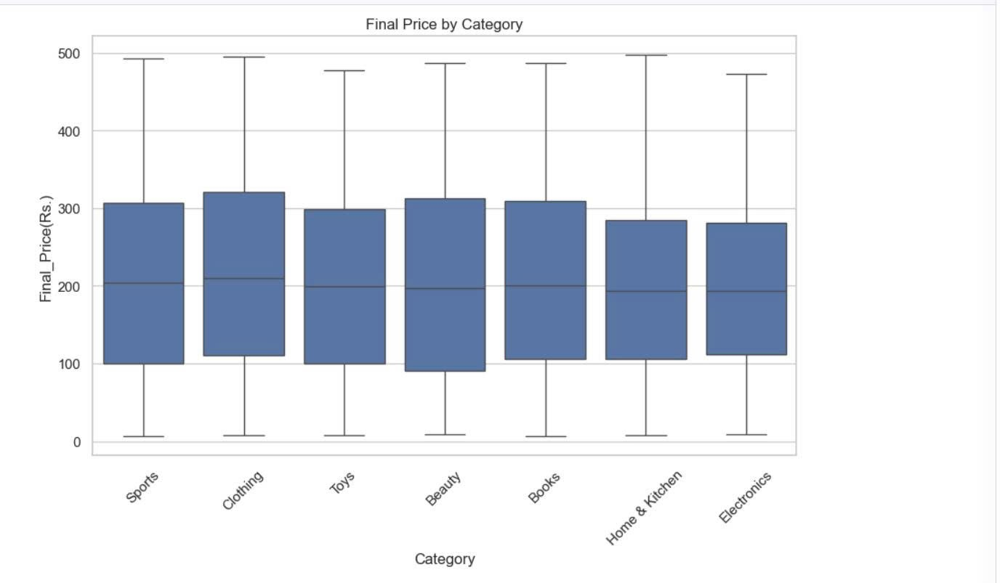 Final Price by Category
Final_Price(Rs.)
500
400
300
200
100
0
Sports
Clothing
Toys
Beauty
Books
Home & Kitchen
Electronics
Category